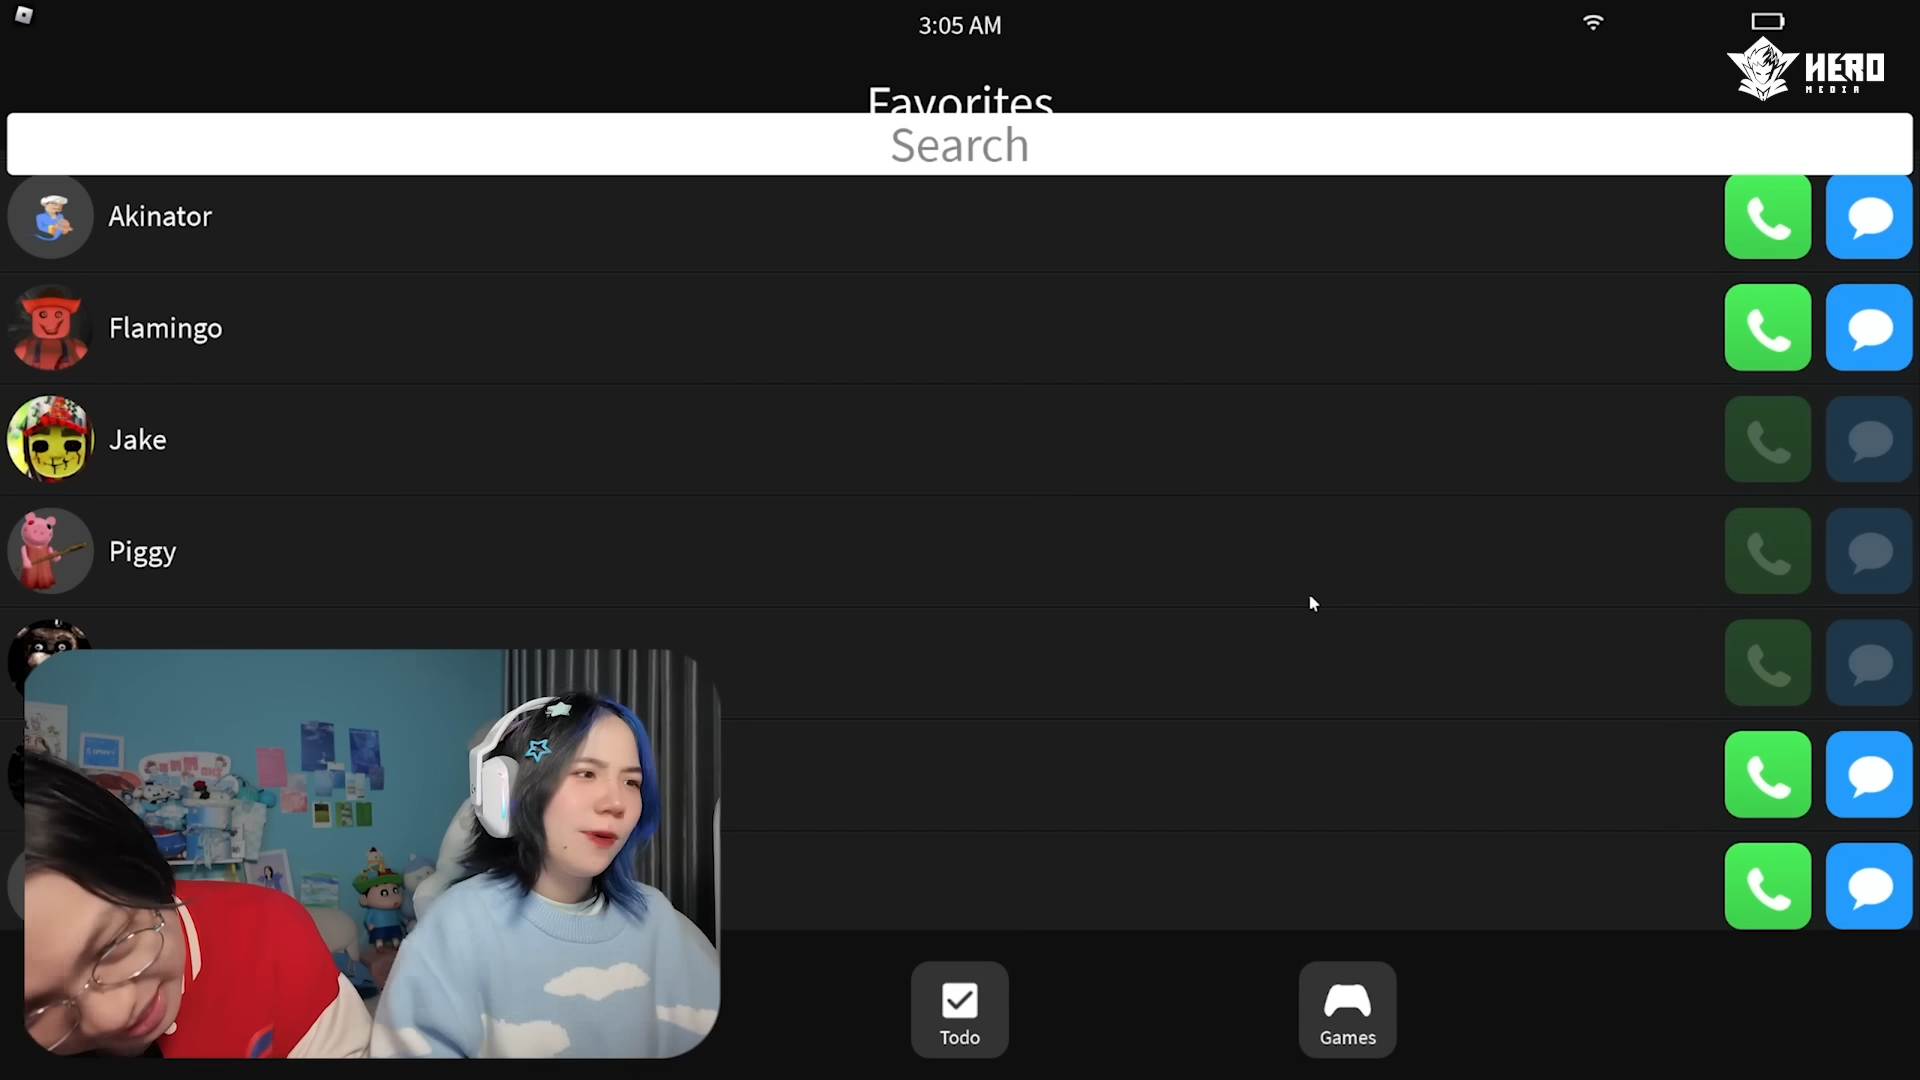 3:05 AM
HERO
MEDIA
Favorites
Search
Akinator
Flamingo
Jake
Piggy
Todo
Games